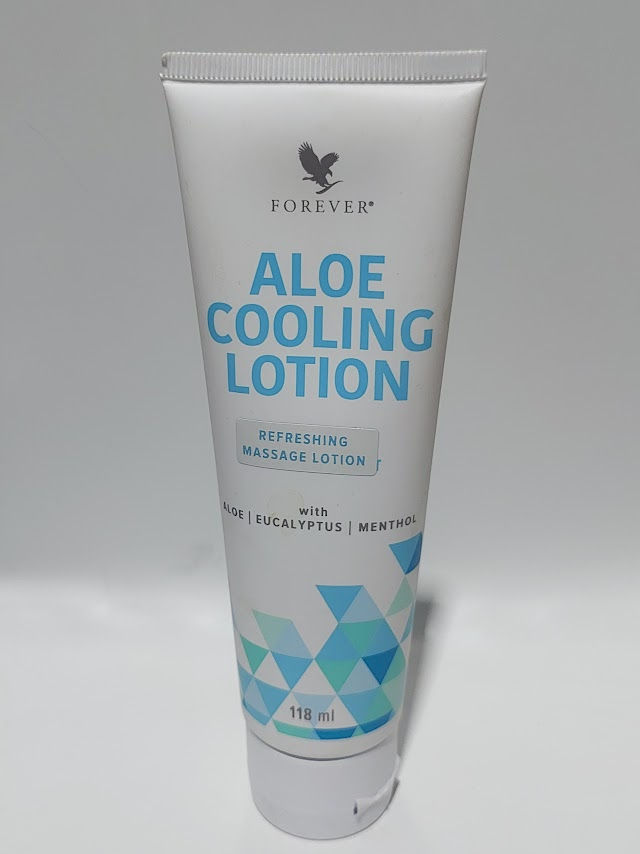 FOREVER®
ALOE
COOLING
LOTION
REFRESHING
MASSAGE LOTION
with
ALOE | EUCALYPTUS | MENTHOL
118 ml